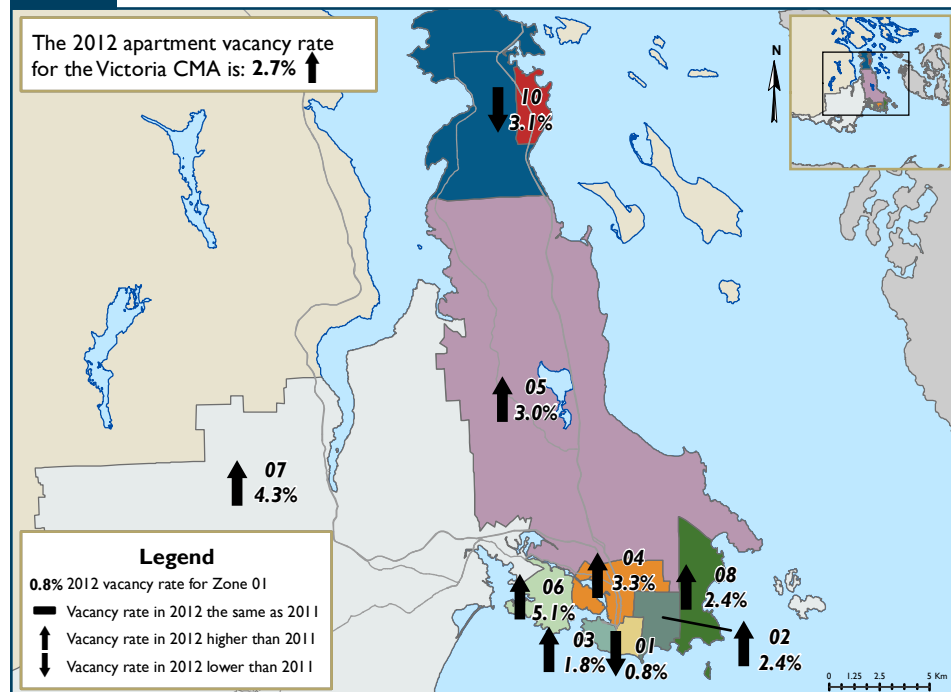 The 2012 apartment vacancy rate
for the Victoria CMA is: 2.7%
N
10
3.1%
05
3.0%
07
4.3%
04
3.3%
08
2.4%
06
5.1%
03
1.8%
01
0.8%
02
2.4%
Legend
0.8% 2012 vacancy rate for Zone 01
Vacancy rate in 2012 the same as 2011
Vacancy rate in 2012 higher than 2011
Vacancy rate in 2012 lower than 2011
0 1.25 2.5 5 Km